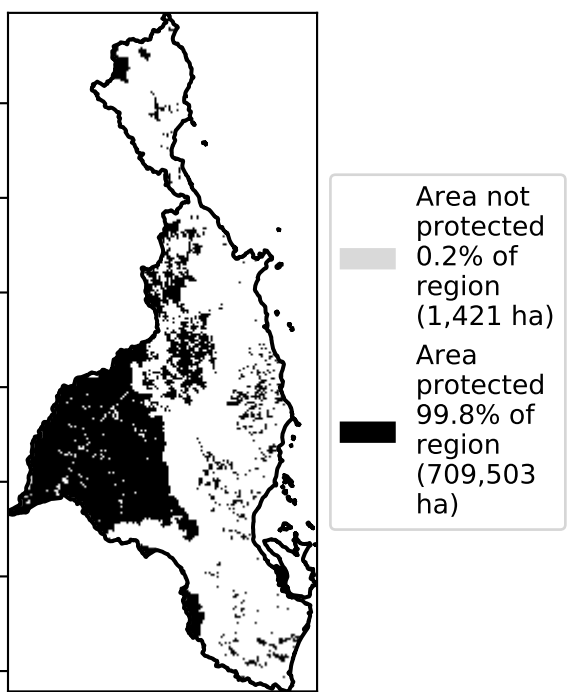 Area not
protected
0.2% of
region
(1,421 ha)
Area
protected
99.8% of
region
(709,503
ha)